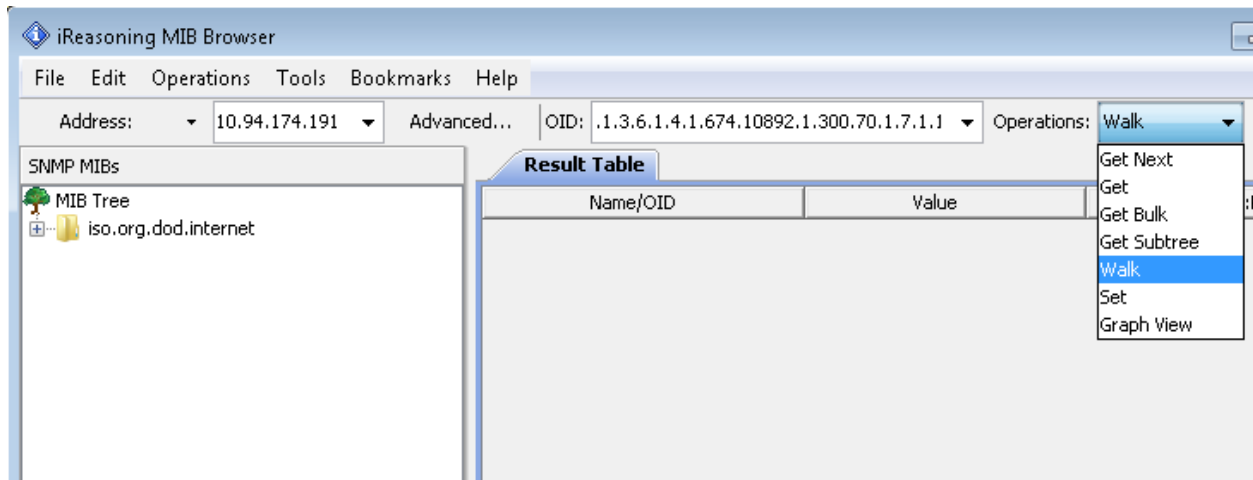 iReasoning MIB Browser
File Edit Operations Tools Bookmarks Help
Address: 10.94.174.191 Advanced... OID: .1.3.6.1.4.1.674.10892.1.300.70.1.7.1.1 Operations: Walk
SNMP MIBs
Result Table
Get Next
Get
Get Bulk
Get Subtree
Walk
Set
Graph View
MIB Tree
iso.org.dod.internet
Name/OID Value